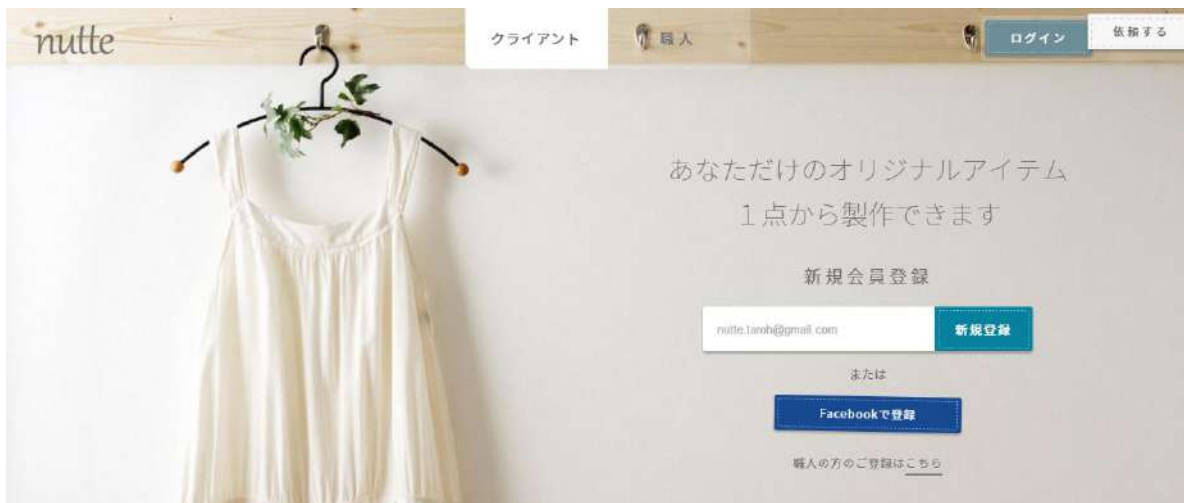 nutte
クライアント
職人
ログイン
依頼する
あなただけのオリジナルアイテム
1点から製作できます
新規会員登録
nutte.taroh@gmail.com
新規登録
または
Facebookで登録
職人の方のご登録はこちら